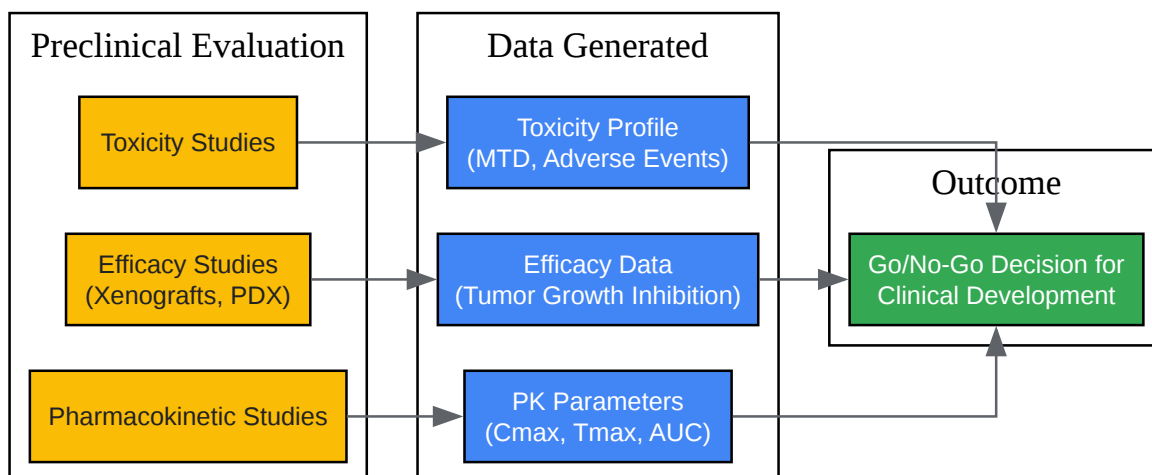 Preclinical Evaluation
Toxicity Studies
Efficacy Studies
(Xenografts, PDX)
Pharmacokinetic Studies
Data Generated
Toxicity Profile
(MTD, Adverse Events)
Efficacy Data
(Tumor Growth Inhibition)
PK Parameters
(Cmax, Tmax, AUC)
Outcome
Go/No-Go Decision for
Clinical Development